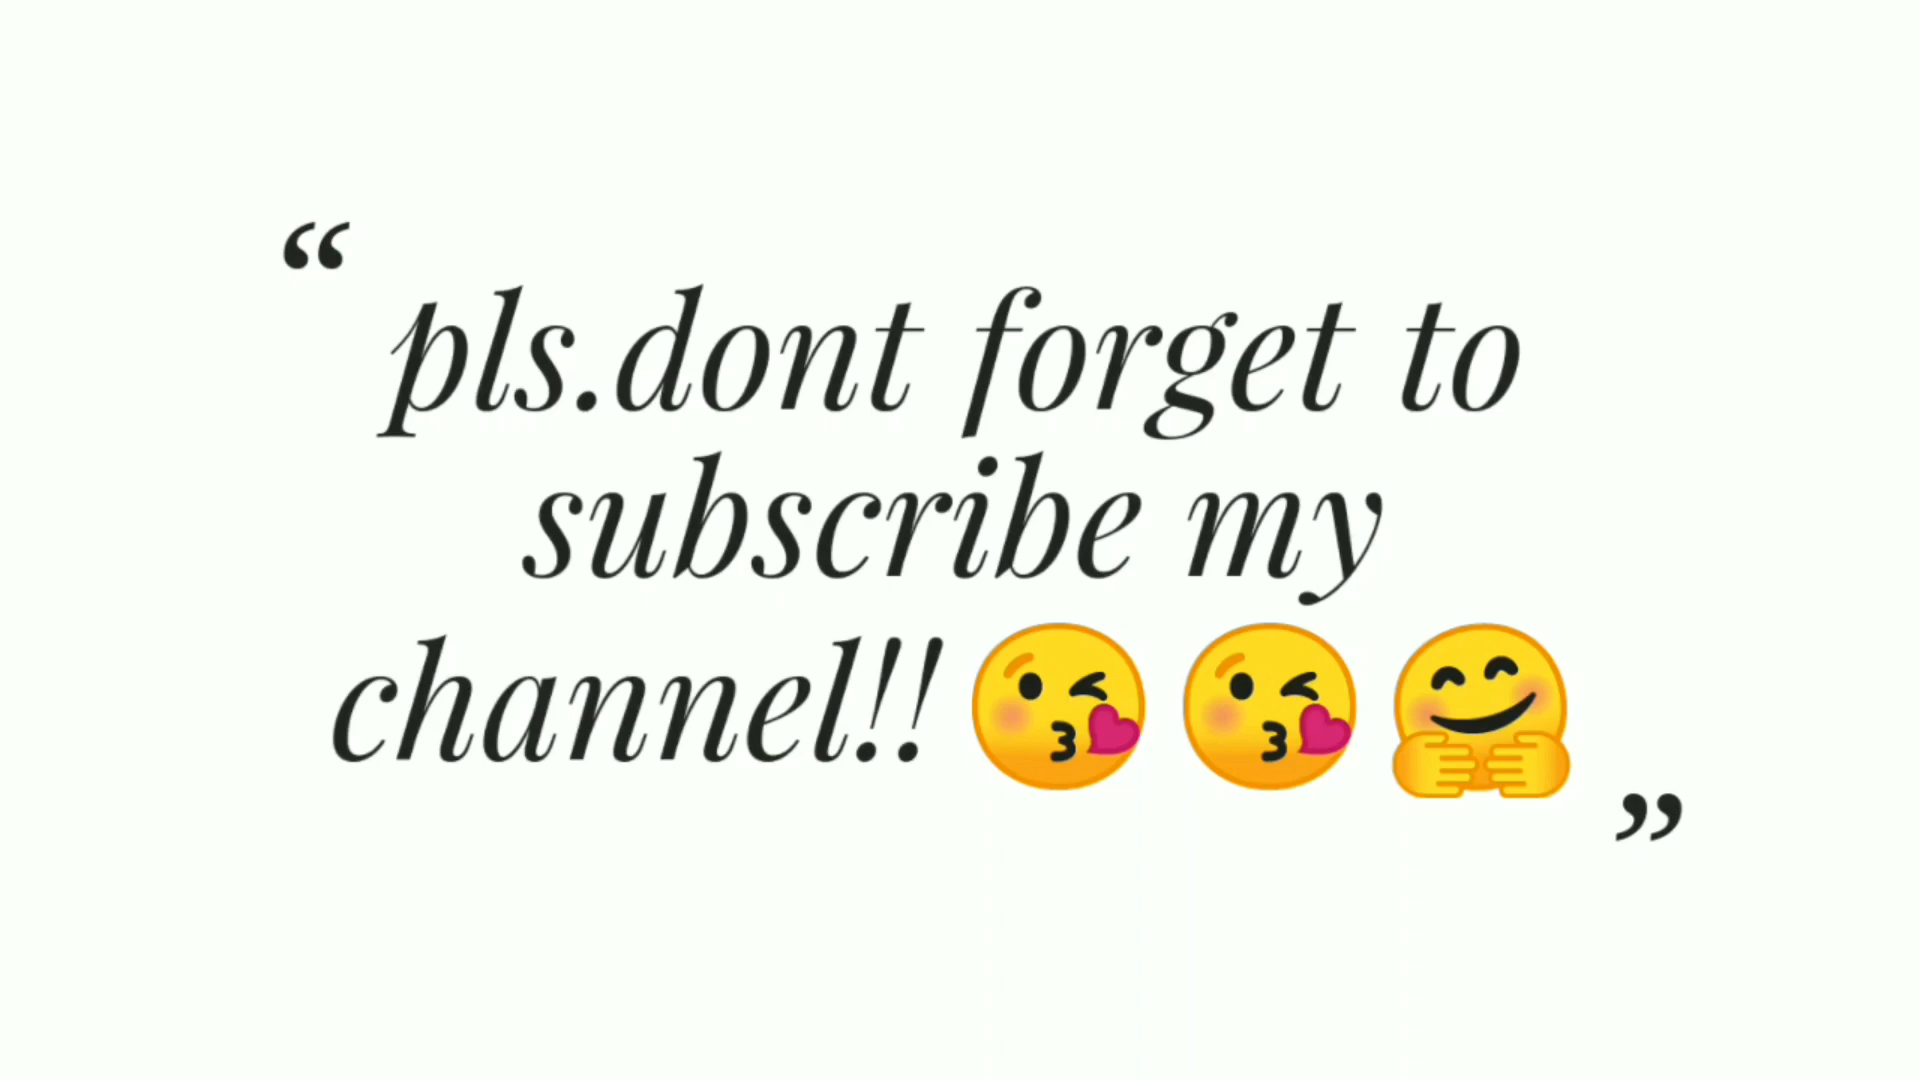 “pls.dont forget to
subscribe my
channel!! 😘 😘 🤗”